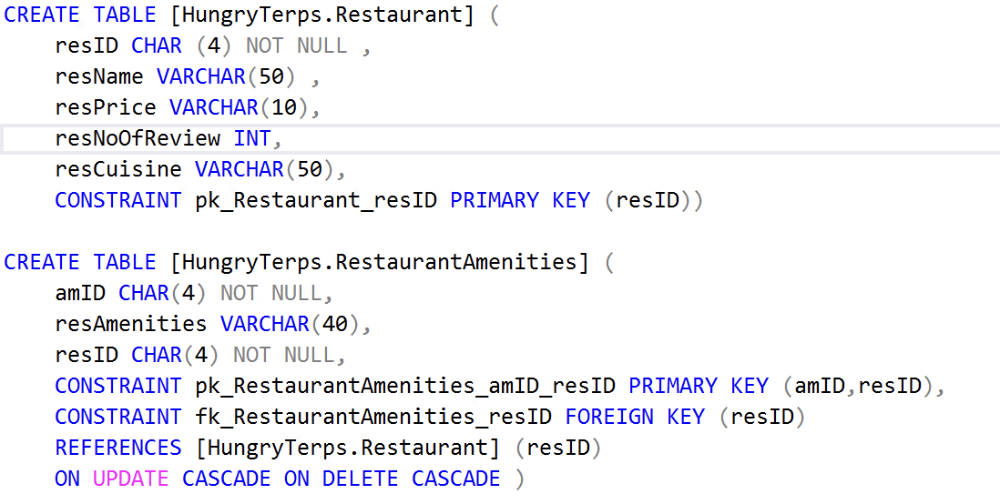 CREATE TABLE [HungryTerps.Restaurant] (
    resID CHAR (4) NOT NULL ,
    resName VARCHAR(50) ,
    resPrice VARCHAR(10),
    resNoOfReview INT,
    resCuisine VARCHAR(50),
    CONSTRAINT pk_Restaurant_resID PRIMARY KEY (resID))

CREATE TABLE [HungryTerps.RestaurantAmenities] (
    amID CHAR(4) NOT NULL,
    resAmenities VARCHAR(40),
    resID CHAR(4) NOT NULL,
    CONSTRAINT pk_RestaurantAmenities_amID_resID PRIMARY KEY (amID,resID),
    CONSTRAINT fk_RestaurantAmenities_resID FOREIGN KEY (resID)
    REFERENCES [HungryTerps.Restaurant] (resID)
    ON UPDATE CASCADE ON DELETE CASCADE )